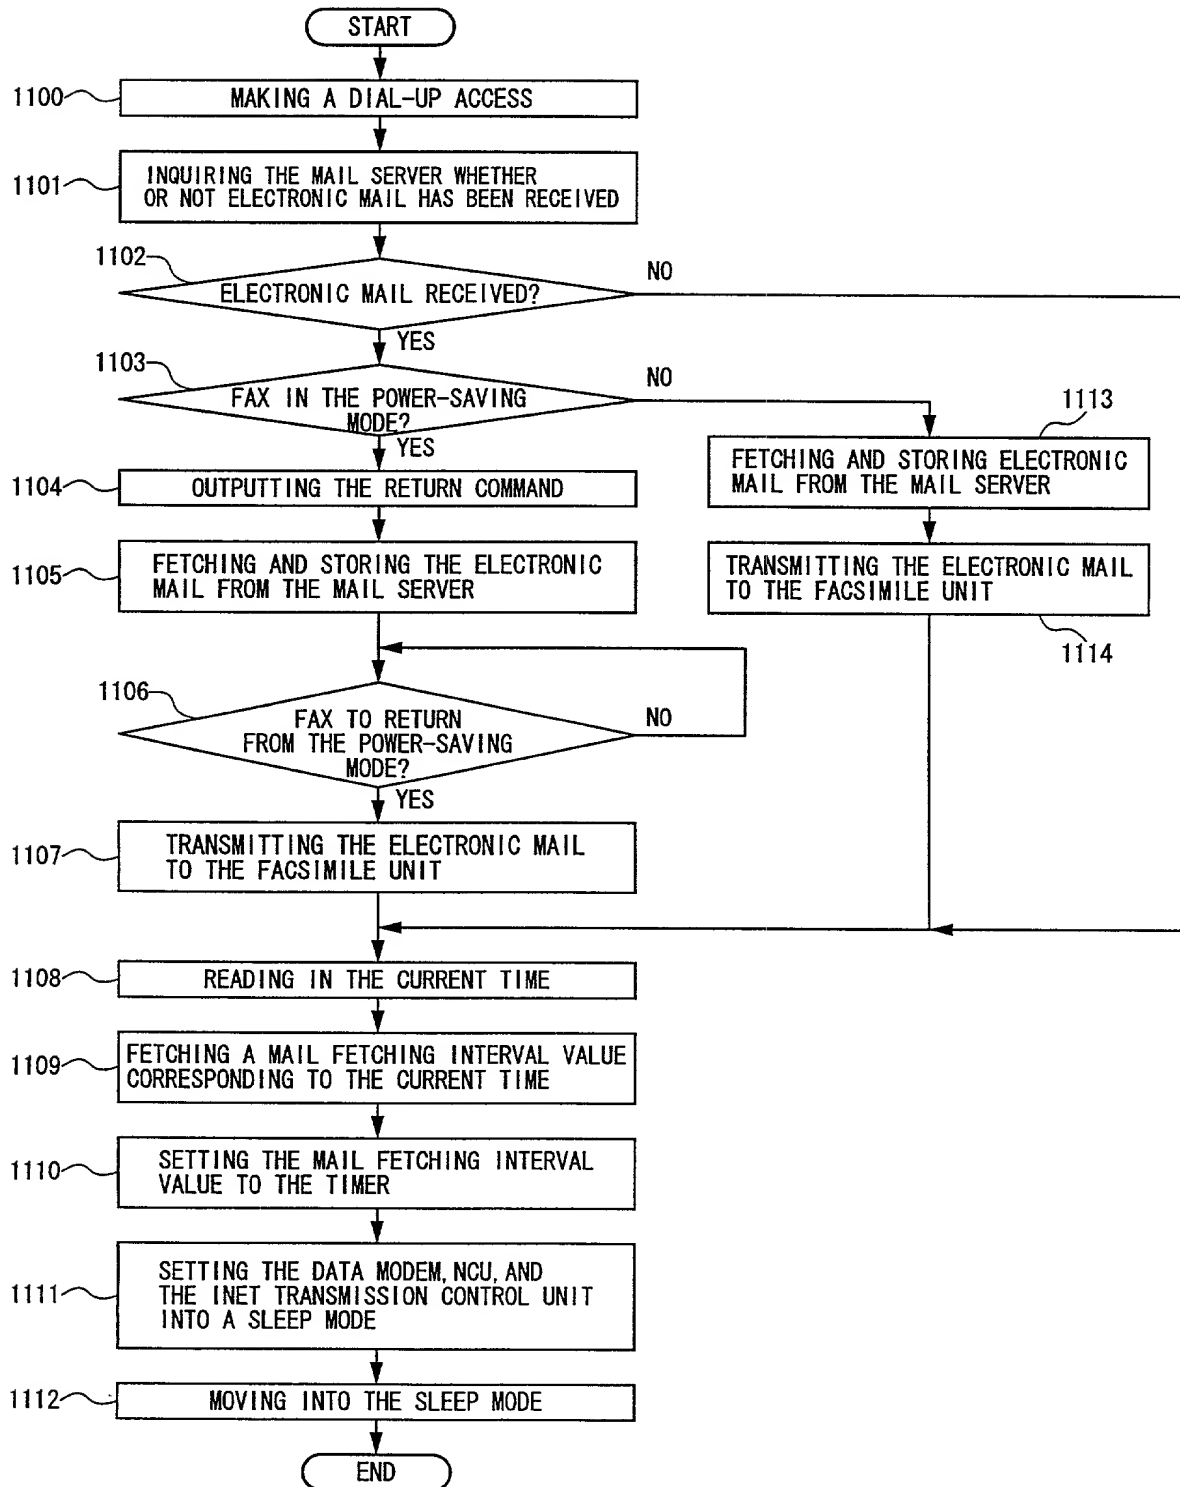 START
1100
MAKING A DIAL-UP ACCESS
1101
INQUIRING THE MAIL SERVER WHETHER
OR NOT ELECTRONIC MAIL HAS BEEN RECEIVED
1102
ELECTRONIC MAIL RECEIVED?
NO
YES
1103
FAX IN THE POWER-SAVING
MODE?
NO
YES
1113
FETCHING AND STORING ELECTRONIC
MAIL FROM THE MAIL SERVER
1104
OUTPUTTING THE RETURN COMMAND
1105
FETCHING AND STORING THE ELECTRONIC
MAIL FROM THE MAIL SERVER
TRANSMITTING THE ELECTRONIC MAIL
TO THE FACSIMILE UNIT
1114
1106
FAX TO RETURN
FROM THE POWER-SAVING
MODE?
NO
YES
1107
TRANSMITTING THE ELECTRONIC MAIL
TO THE FACSIMILE UNIT
1108
READING IN THE CURRENT TIME
1109
FETCHING A MAIL FETCHING INTERVAL VALUE
CORRESPONDING TO THE CURRENT TIME
1110
SETTING THE MAIL FETCHING INTERVAL
VALUE TO THE TIMER
1111
SETTING THE DATA MODEM, NCU, AND
THE INET TRANSMISSION CONTROL UNIT
INTO A SLEEP MODE
1112
MOVING INTO THE SLEEP MODE
END